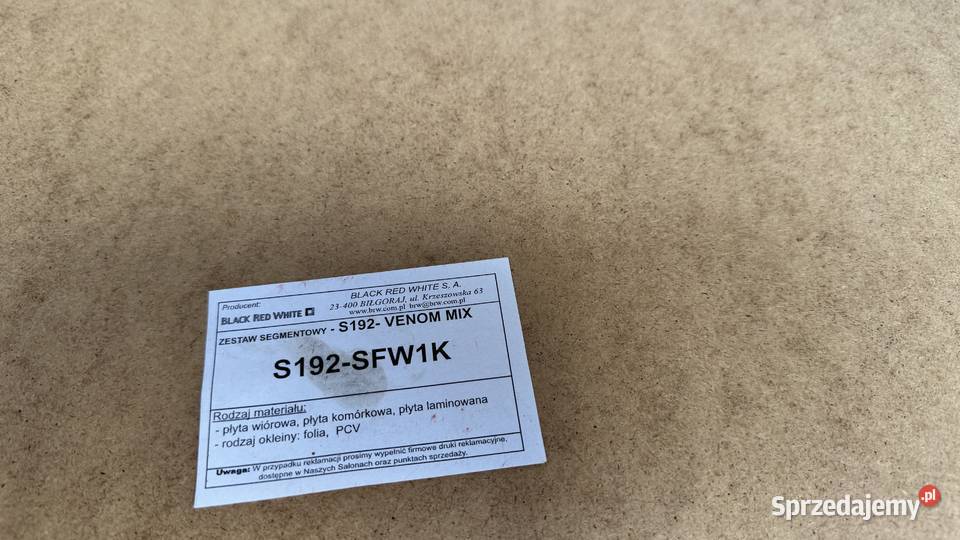 Producent:
BLACK RED WHITE
BLACK RED WHITE S. A.
23-400 BIŁGORAJ, ul. Krzeszowska 63
www.brw.com.pl brw@brw.com.pl
ZESTAW SEGMENTOWY - S192- VENOM MIX
S192-SFW1K
Rodzaj materiału:
- płyta wiórowa, płyta komórkowa, płyta laminowana
- rodzaj okleiny: folia, PCV
Uwaga: W przypadku reklamacji prosimy wypełnić firmowe druki reklamacyjne,
dostępne w Naszych Salonach oraz punktach sprzedaży.
Sprzedajemy.pl